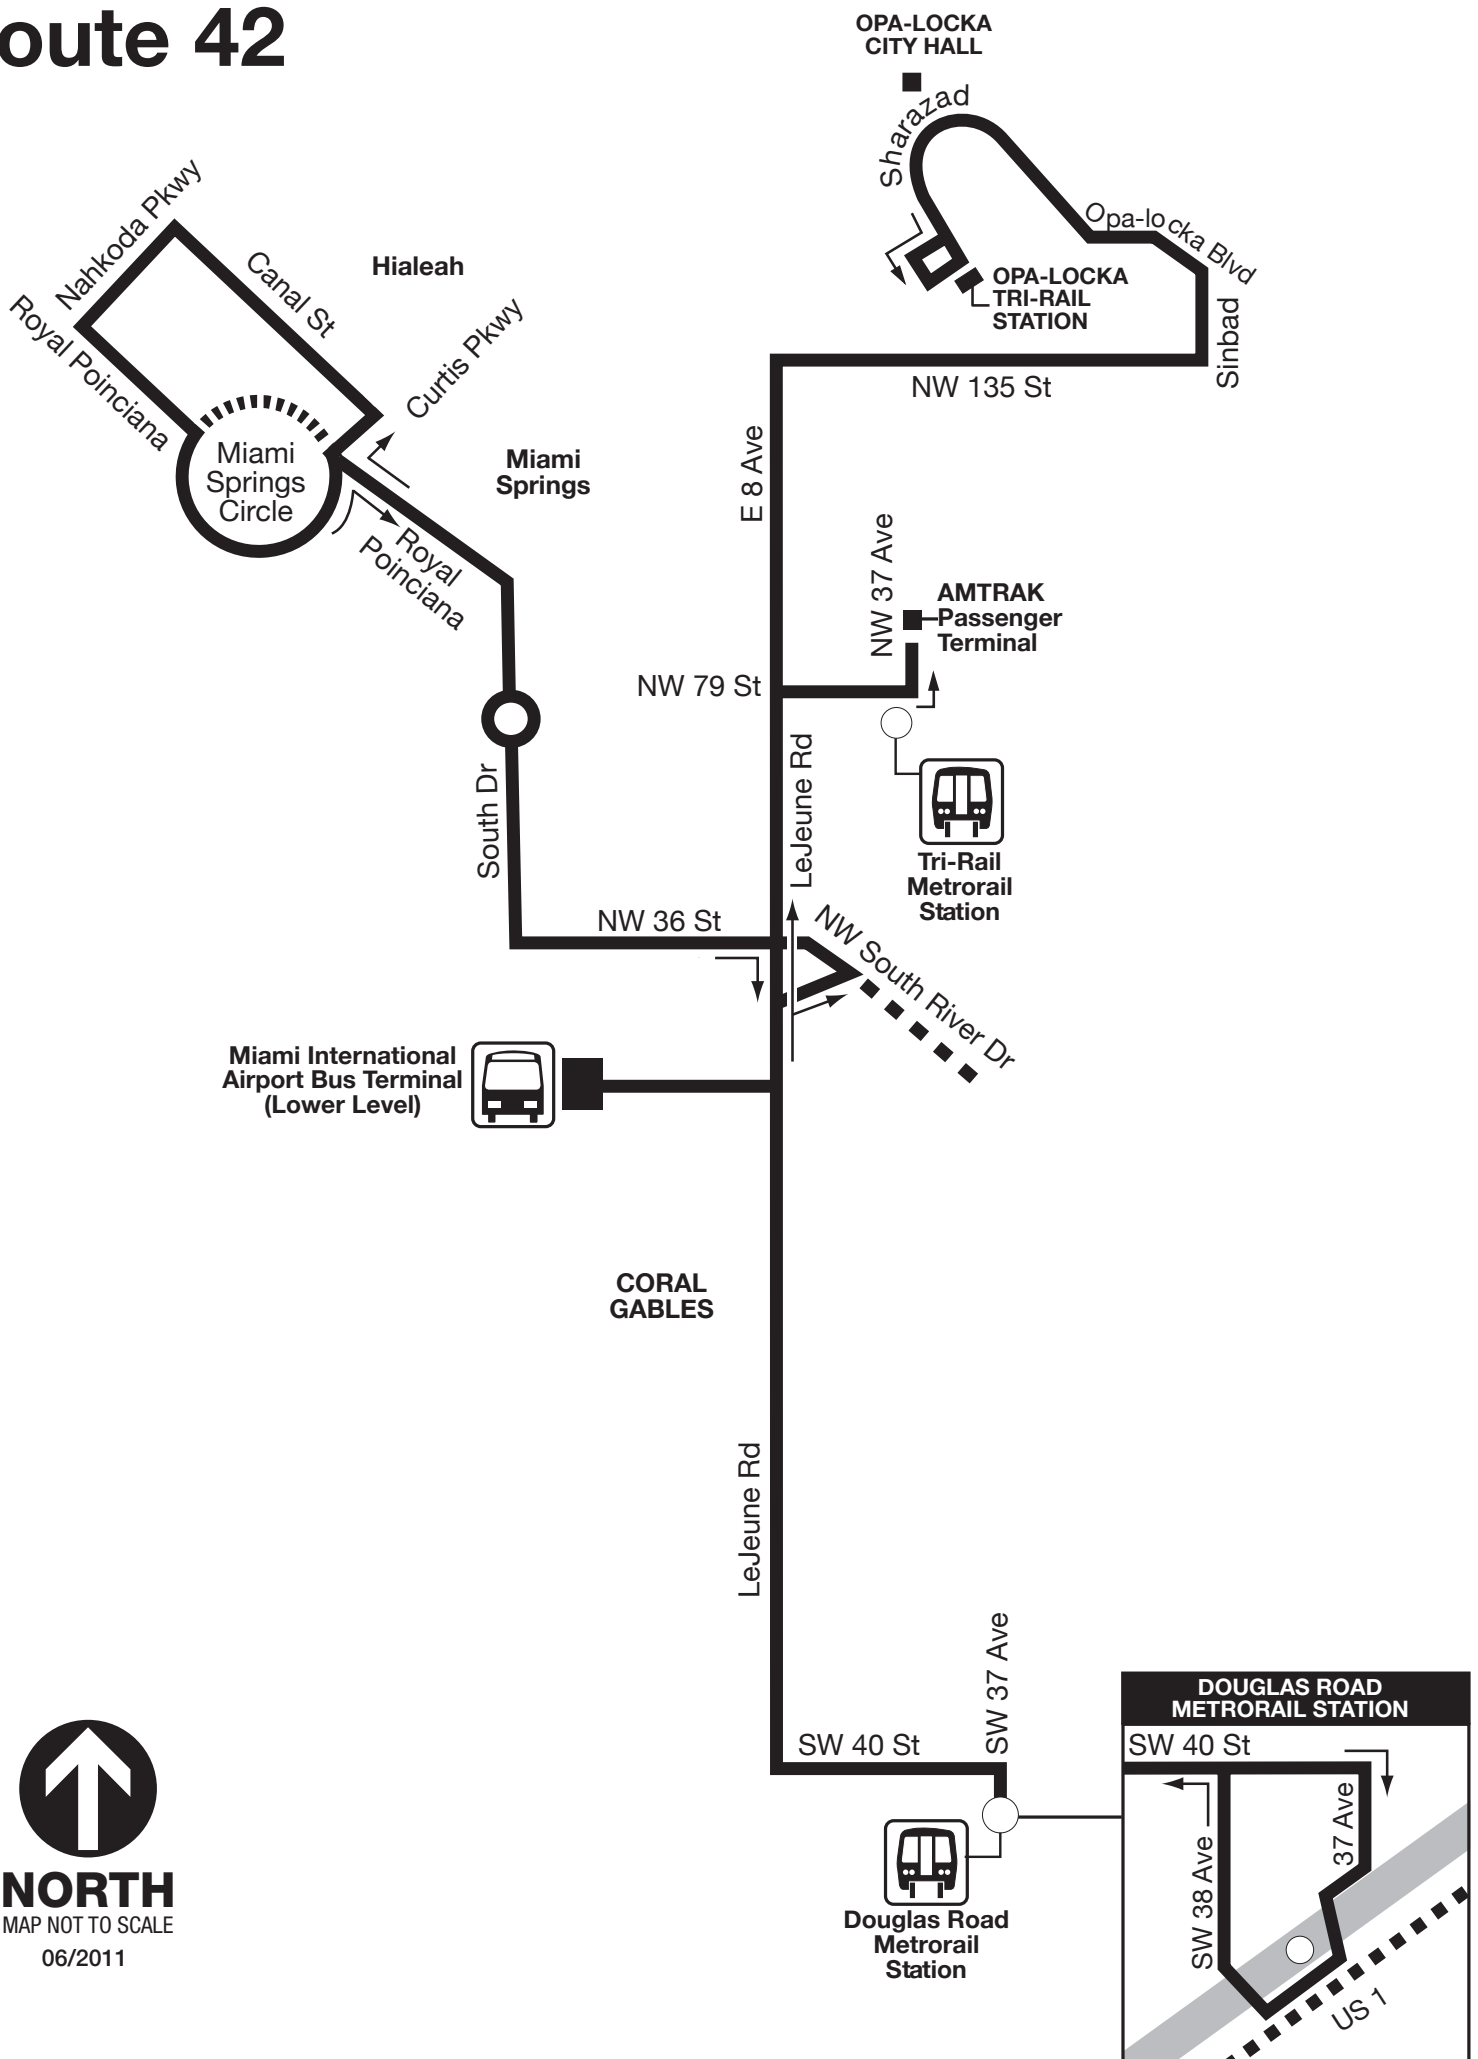 oute 42
OPA-LOCKA
CITY HALL
Sharazad
Opa-locka Blvd
Sinbad
OPA-LOCKA
TRI-RAIL
STATION
NW 135 St
Nahkoda Pkwy
Canal St
Hialeah
Royal Poinciana
Curtis Pkwy
Miami
Springs
Circle
Miami
Springs
Royal
Poinciana
E 8 Ave
NW 37 Ave
AMTRAK
Passenger
Terminal
NW 79 St
LeJeune Rd
South Dr
Tri-Rail
Metrorail
Station
NW 36 St
NW South River Dr
Miami International
Airport Bus Terminal
(Lower Level)
CORAL
GABLES
LeJeune Rd
SW 37 Ave
SW 40 St
Douglas Road
Metrorail
Station
DOUGLAS ROAD
METRORAIL STATION
SW 40 St
37 Ave
SW 38 Ave
US 1
NORTH
MAP NOT TO SCALE
06/2011